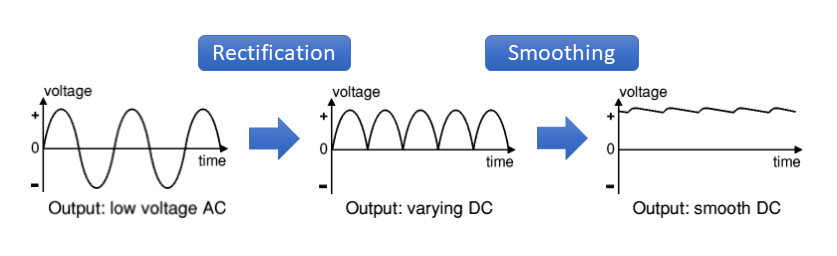 Rectification
Smoothing
voltage
+
0
time
-
Output: low voltage AC
voltage
+
0
time
-
Output: varying DC
voltage
+
0
time
-
Output: smooth DC